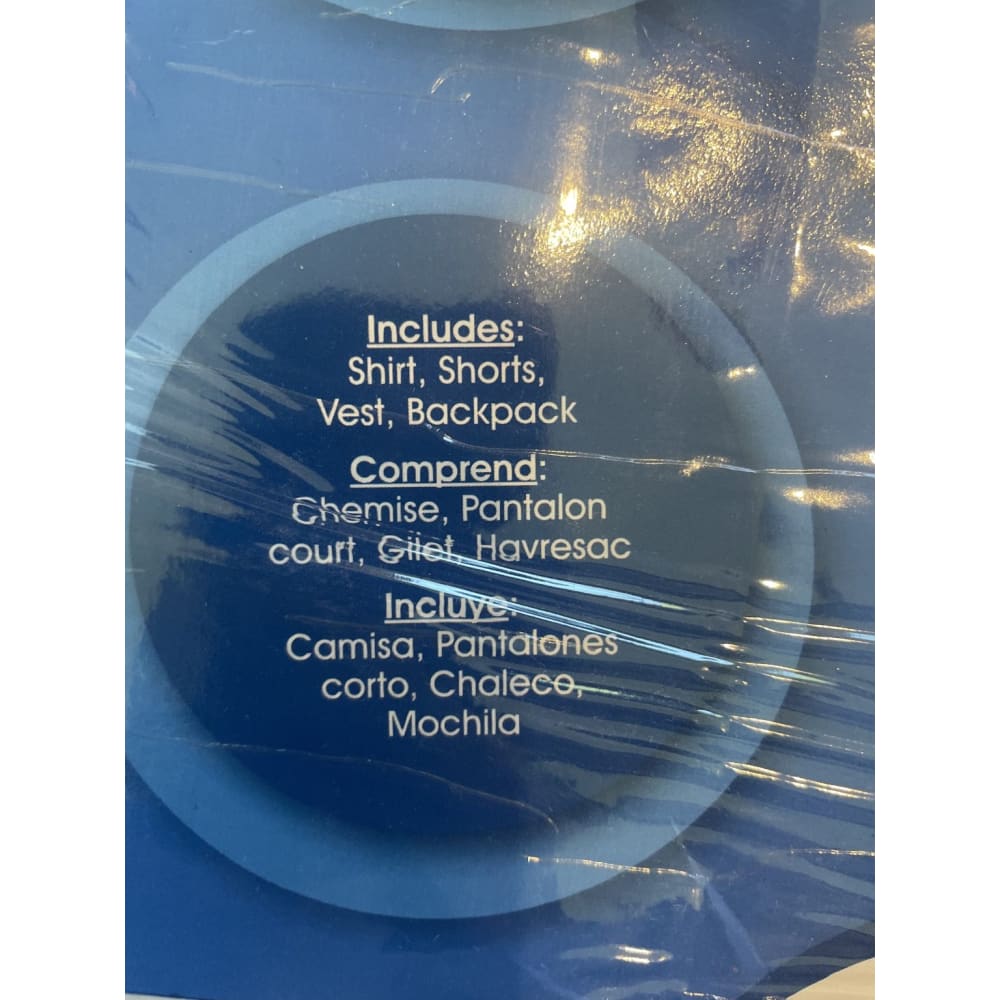 Includes:
Shirt, Shorts,
Vest, Backpack
Comprend:
Chemise, Pantalon
court, Gilet, Havresac
Incluye:
Camisa, Pantalones
corto, Chaleco,
Mochila